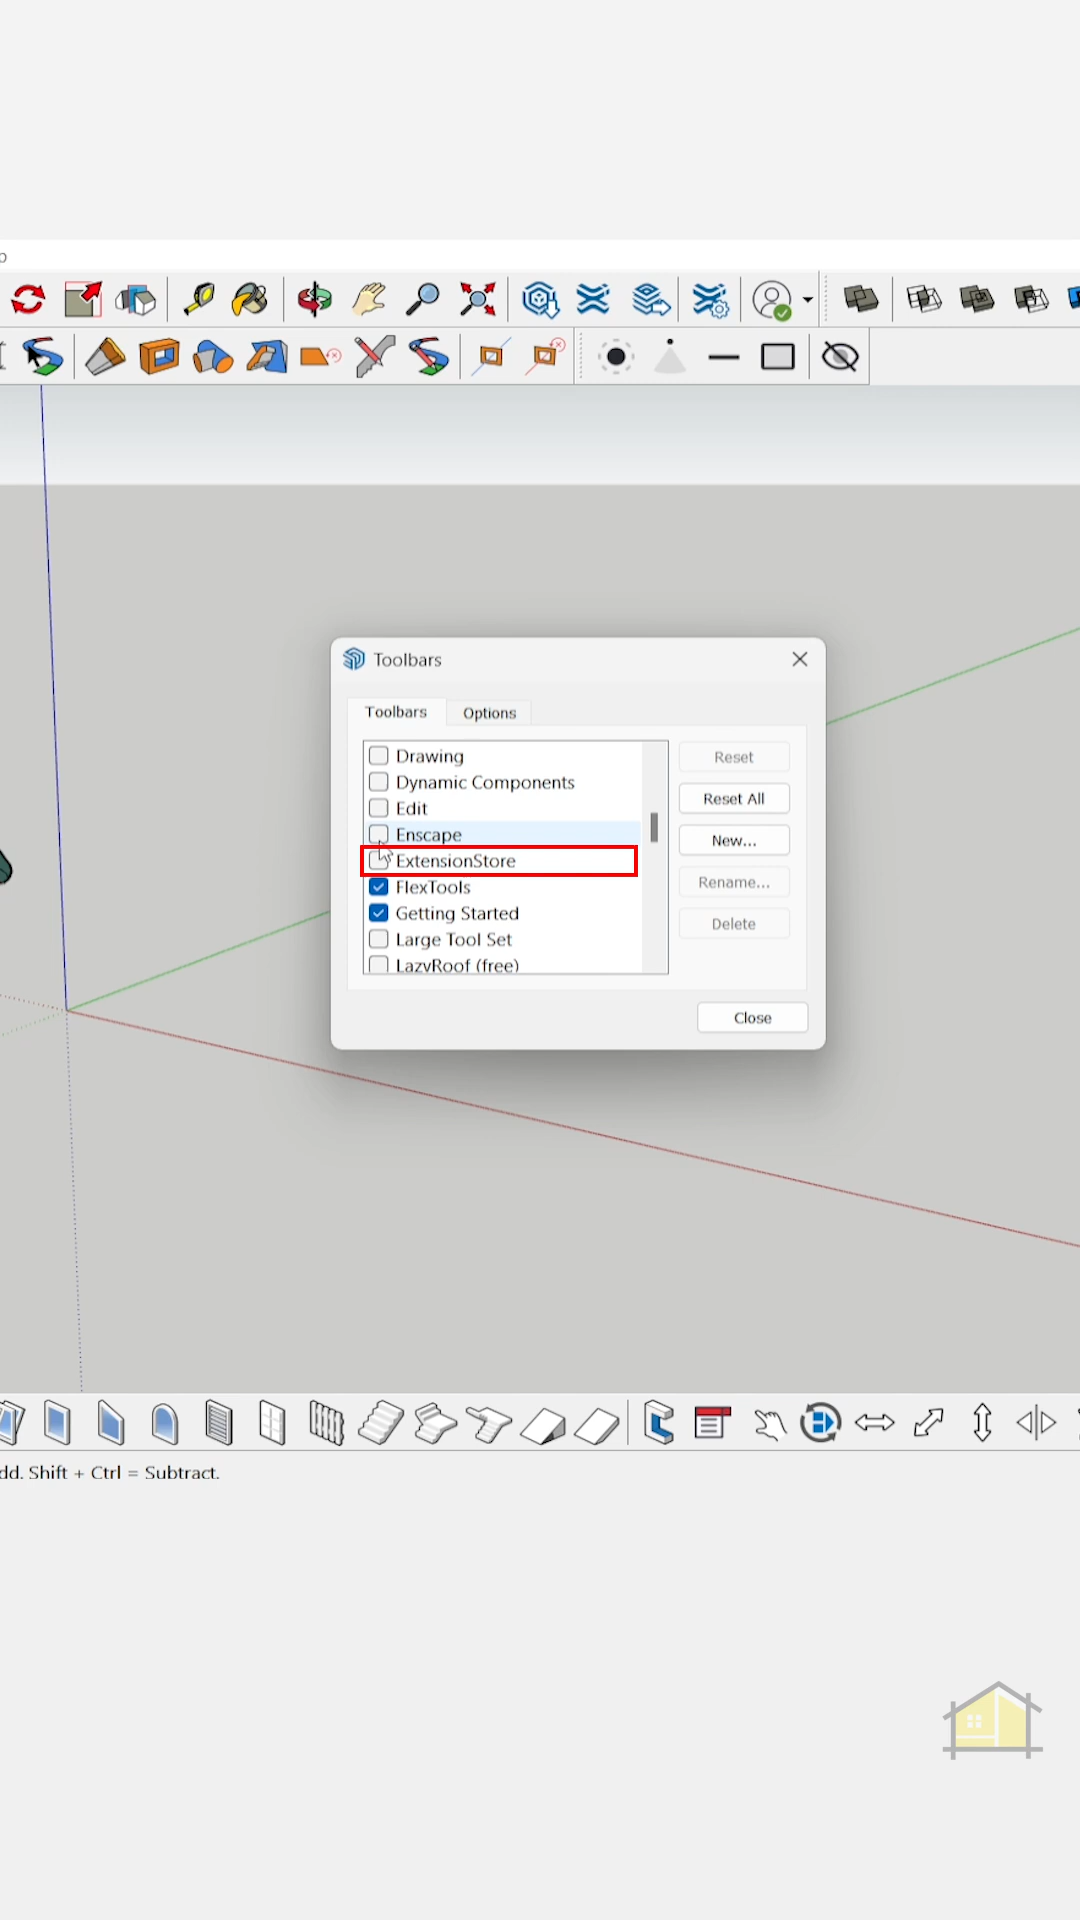 Toolbars
Toolbars
Options
Drawing
Dynamic Components
Edit
Enscape
ExtensionStore
FlexTools
Getting Started
Large Tool Set
LazyRoof (free)
Reset
Reset All
New...
Rename...
Delete
Close
dd. Shift + Ctrl = Subtract.